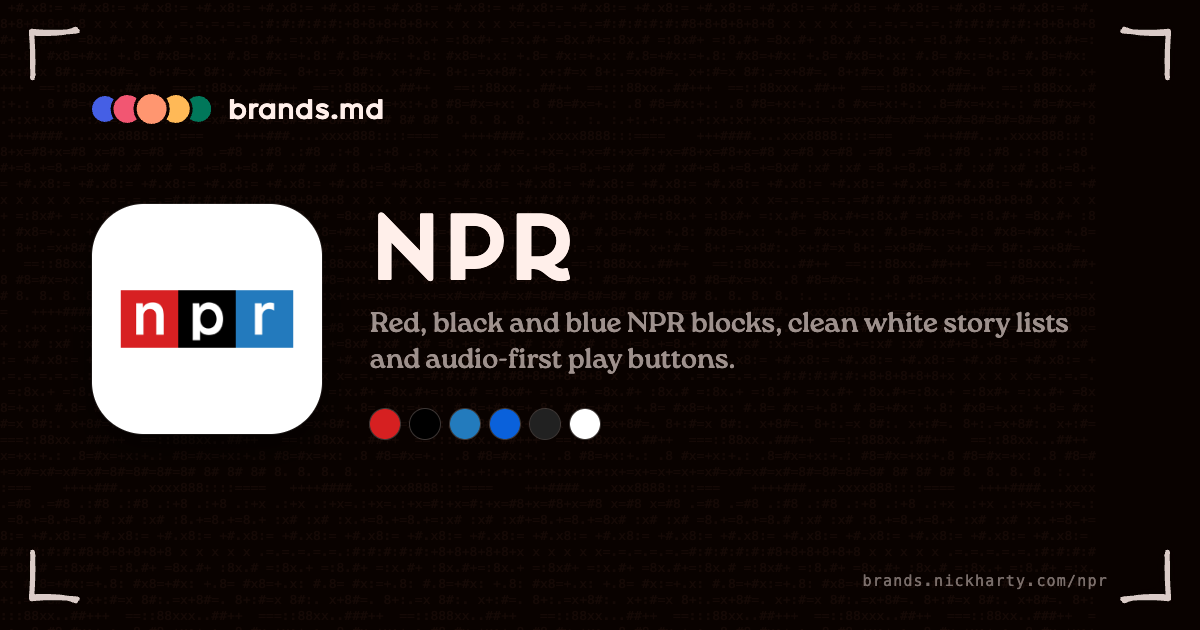 brands.md
npr
NPR
Red, black and blue NPR blocks, clean white story lists
and audio-first play buttons.
brands.nickharty.com/npr